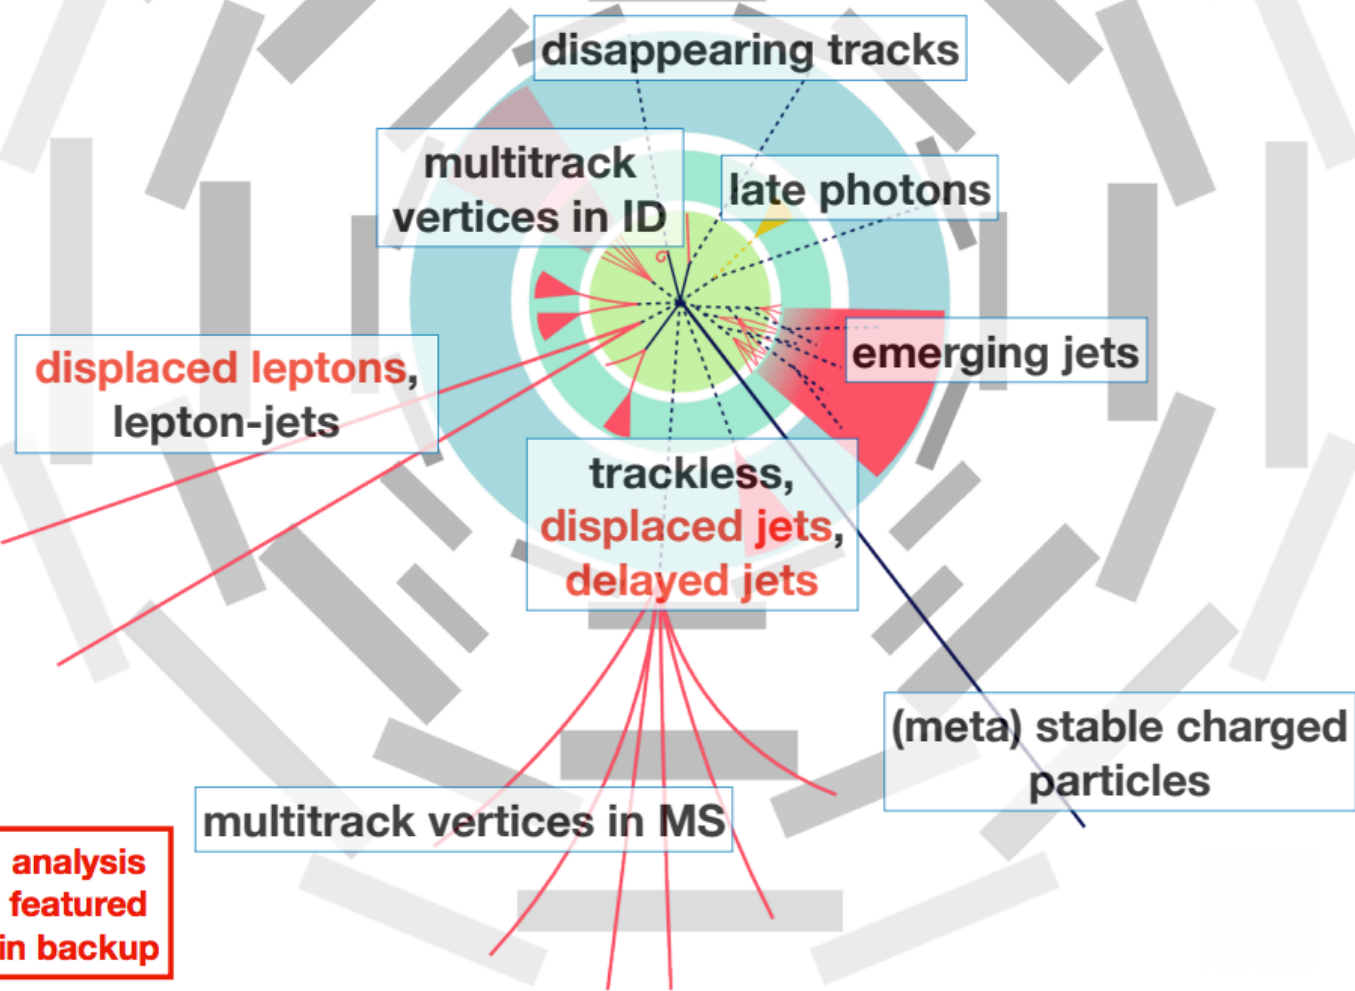 disappearing tracks
multitrack
vertices in ID
late photons
displaced leptons,
lepton-jets
emerging jets
trackless,
displaced jets,
delayed jets
(meta) stable charged
particles
multitrack vertices in MS
analysis
featured
in backup